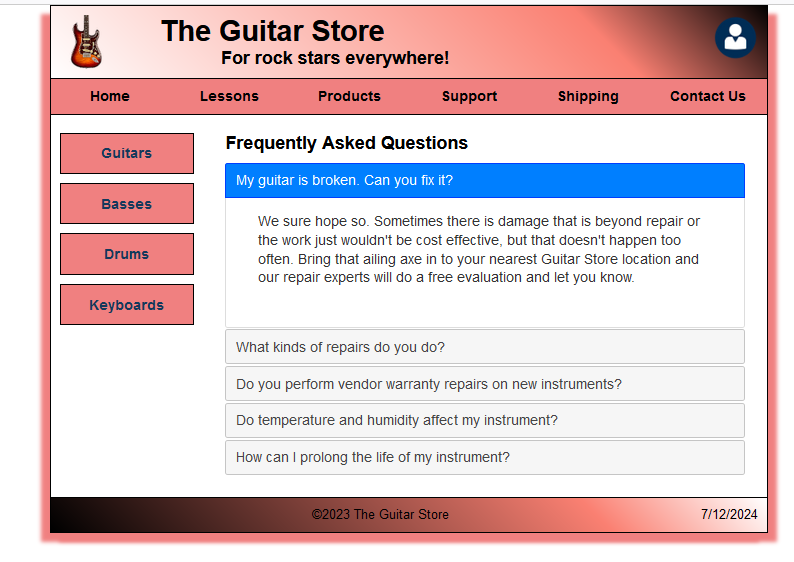 The Guitar Store
For rock stars everywhere!
Home Lessons Products Support Shipping Contact Us
Guitars
Basses
Drums
Keyboards
Frequently Asked Questions
My guitar is broken. Can you fix it?
We sure hope so. Sometimes there is damage that is beyond repair or
the work just wouldn't be cost effective, but that doesn't happen too
often. Bring that ailing axe in to your nearest Guitar Store location and
our repair experts will do a free evaluation and let you know.
What kinds of repairs do you do?
Do you perform vendor warranty repairs on new instruments?
Do temperature and humidity affect my instrument?
How can I prolong the life of my instrument?
©2023 The Guitar Store 7/12/2024